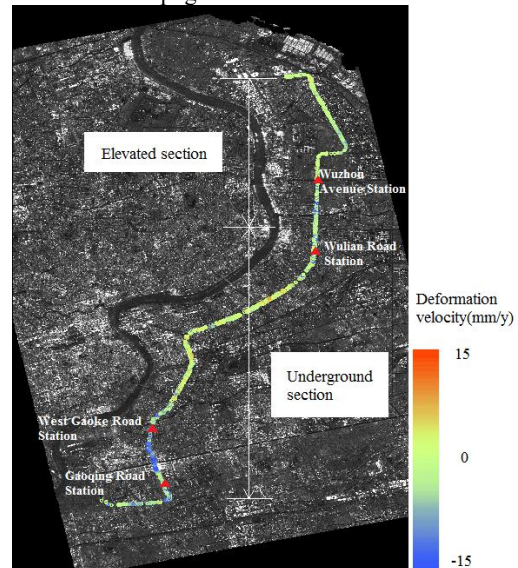 Elevated section
Wuzhon
Avenue Station
Wulian Road
Station
Deformation
velocity(mm/y)
15
0
-15
Underground
section
West Gaoke Road
Station
Gaoqing Road
Station